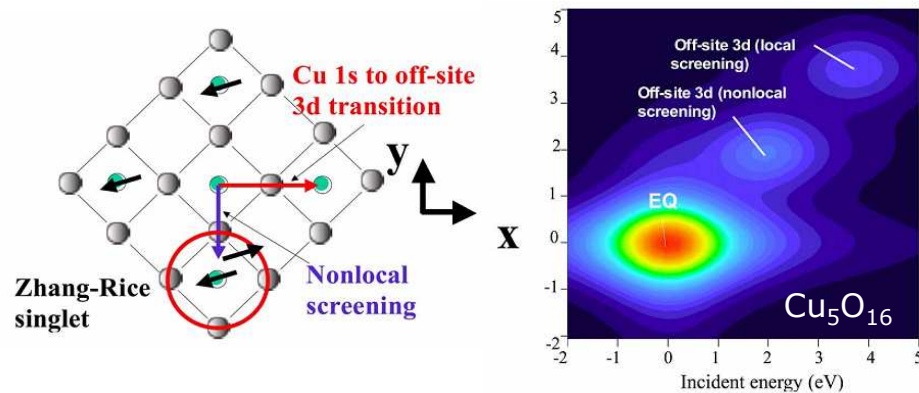 Cu 1s to off-site
3d transition
y
x
Zhang-Rice
singlet
Nonlocal
screening
5
4
3
2
1
0
-1
-2
Off-site 3d (local
screening)
Off-site 3d (nonlocal
screening)
EQ
Cu5O16
-2 -1 0 1 2 3 4 5
Incident energy (eV)